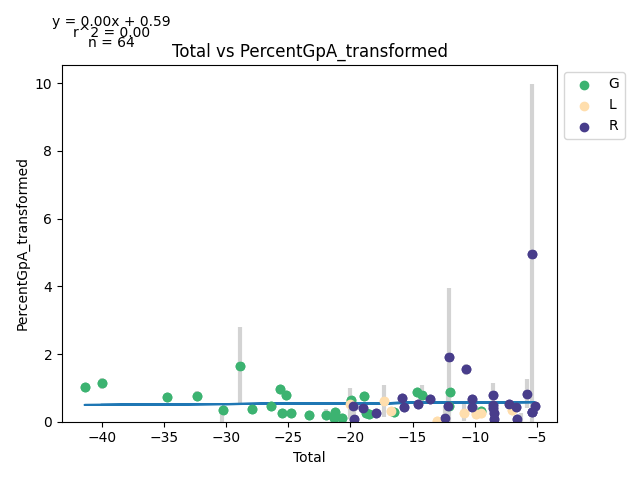 y = 0.00x + 0.59
r^2 = 0.00
n = 64
Total vs PercentGpA_transformed
G
L
R
PercentGpA_transformed
10
8
6
4
2
0
−40 −35 −30 −25 −20 −15 −10 −5
Total